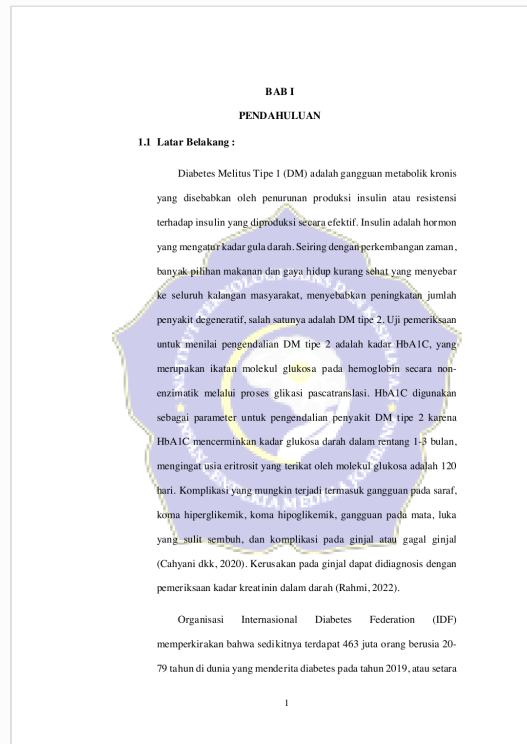 BAB I
PENDAHULUAN
1.1 Latar Belakang :
Diabetes Melitus Tipe 1 (DM) adalah gangguan metabolik kronis
yang disebabkan oleh penurunan produksi insulin atau resistensi
terhadap insulin yang diproduksi secara efektif. Insulin adalah hormon
yang mengatur kadar gula darah. Seiring dengan perkembangan zaman,
banyak pilihan makanan dan gaya hidup kurang sehat yang menyebar
ke seluruh kalangan masyarakat, menyebabkan peningkatan jumlah
penyakit degeneratif, salah satunya adalah DM tipe 2. Uji pemeriksaan
untuk menilai pengendalian DM tipe 2 adalah kadar HbA1C, yang
merupakan ikatan molekul glukosa pada hemoglobin secara non-
enzimatik melalui proses glikasi pascatranslasi. HbA1C digunakan
sebagai parameter untuk pengendalian penyakit DM tipe 2 karena
HbA1C mencerminkan kadar glukosa darah dalam rentang 1-3 bulan,
mengingat usia eritrosit yang terikat oleh molekul glukosa adalah 120
hari. Komplikasi yang mungkin terjadi termasuk gangguan pada saraf,
koma hiperglikemik, koma hipoglikemik, gangguan pada mata, luka
yang sulit sembuh, dan komplikasi pada ginjal atau gagal ginjal
(Cahyani dkk, 2020). Kerusakan pada ginjal dapat didiagnosis dengan
pemeriksaan kadar kreatinin dalam darah (Rahmi, 2022).
Organisasi Internasional Diabetes Federation (IDF)
memperkirakan bahwa sedikitnya terdapat 463 juta orang berusia 20-
79 tahun di dunia yang menderita diabetes pada tahun 2019, atau setara
1